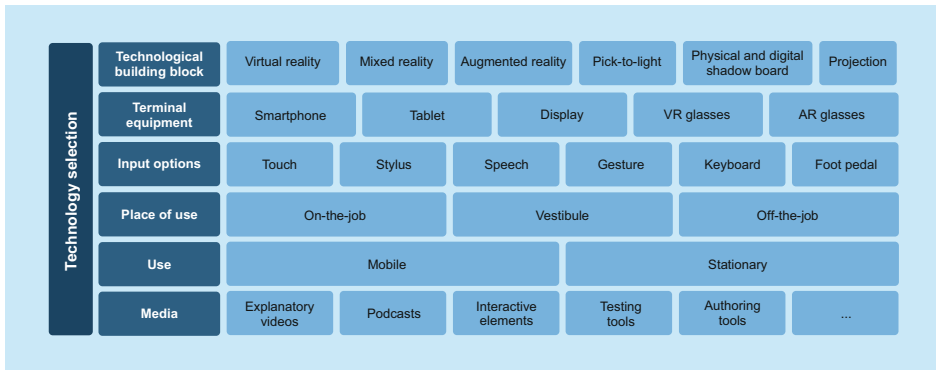 Technology selection
Technological
building block
Virtual reality
Mixed reality
Augmented reality
Pick-to-light
Physical and digital
shadow board
Projection
Terminal
equipment
Smartphone
Tablet
Display
VR glasses
AR glasses
Input options
Touch
Stylus
Speech
Gesture
Keyboard
Foot pedal
Place of use
On-the-job
Vestibule
Off-the-job
Use
Mobile
Stationary
Media
Explanatory
videos
Podcasts
Interactive
elements
Testing
tools
Authoring
tools
...